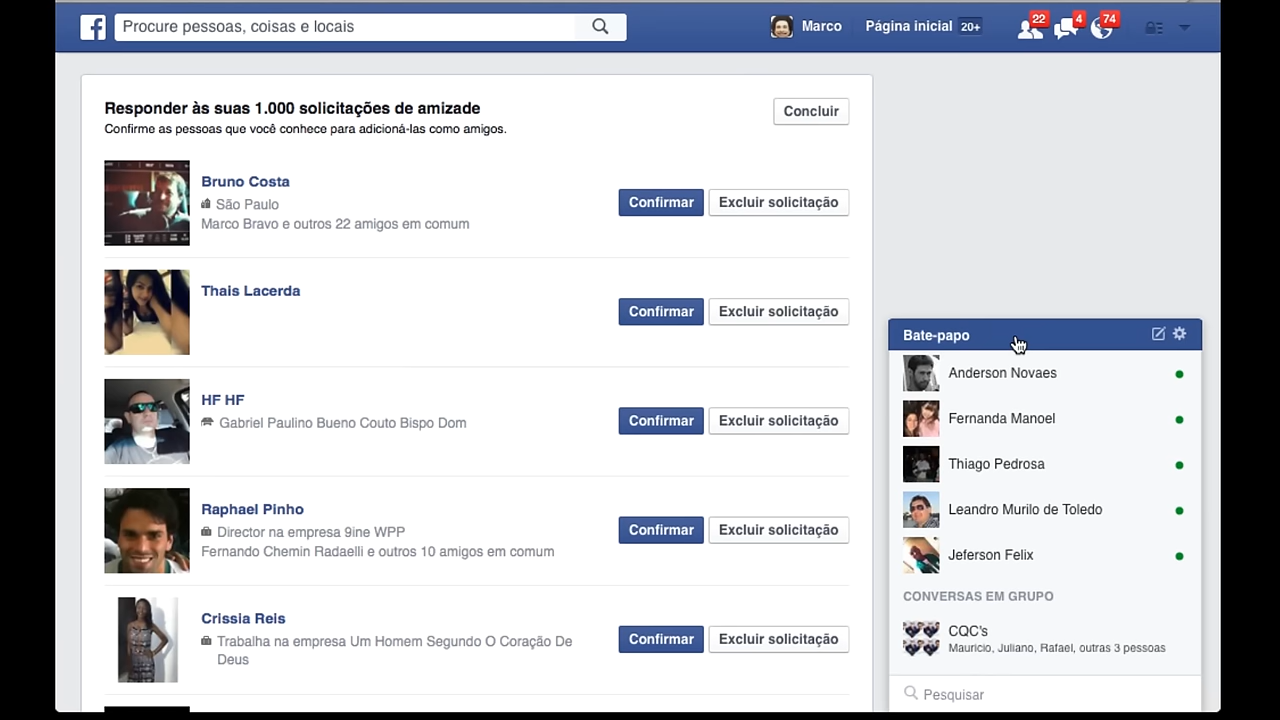 Procure pessoas, coisas e locais
Marco
Página inicial 20+
22
4
74
Responder às suas 1.000 solicitações de amizade
Confirme as pessoas que você conhece para adicioná-las como amigos.
Concluir
Bruno Costa
São Paulo
Marco Bravo e outros 22 amigos em comum
Confirmar
Excluir solicitação
Thais Lacerda
Confirmar
Excluir solicitação
HF HF
Gabriel Paulino Bueno Couto Bispo Dom
Confirmar
Excluir solicitação
Raphael Pinho
Director na empresa 9ine WPP
Fernando Chemin Radaelli e outros 10 amigos em comum
Confirmar
Excluir solicitação
Crissia Reis
Trabalha na empresa Um Homem Segundo O Coração De
Deus
Confirmar
Excluir solicitação
Bate-papo
Anderson Novaes
Fernanda Manoel
Thiago Pedrosa
Leandro Murilo de Toledo
Jeferson Felix
CONVERSAS EM GRUPO
CQC's
Mauricio, Juliano, Rafael, outras 3 pessoas
Pesquisar